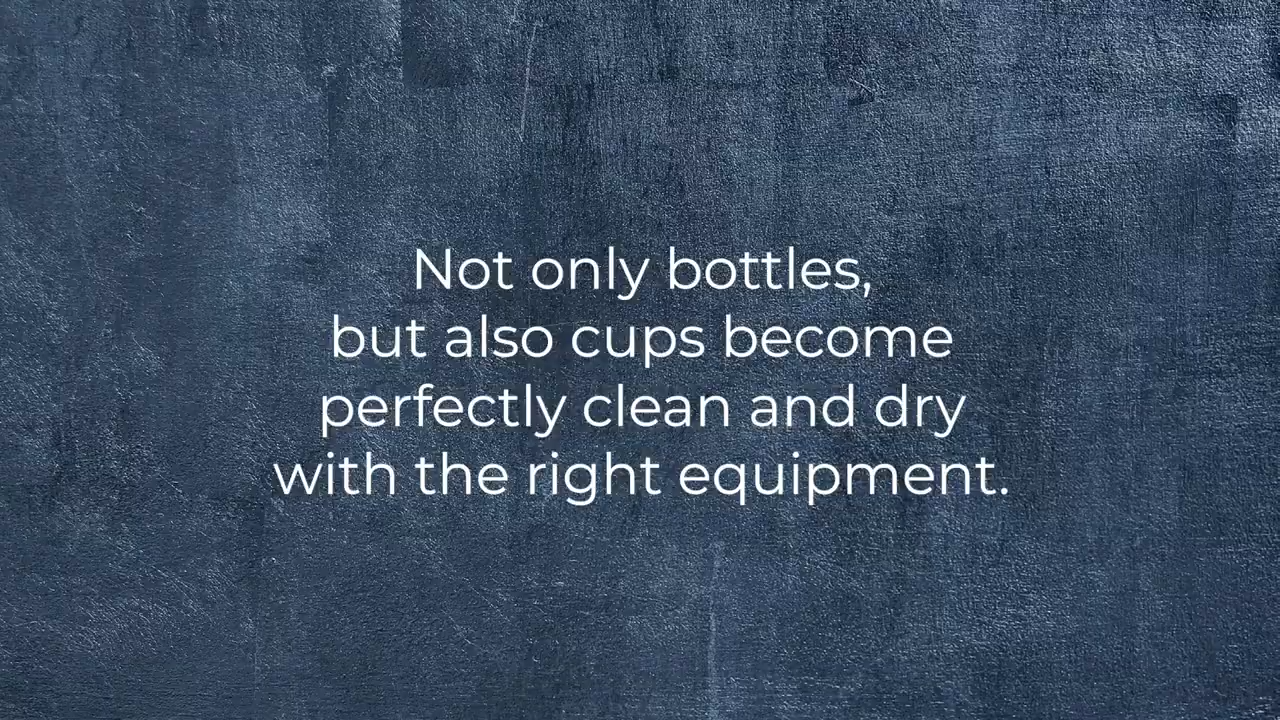 Not only bottles,
but also cups become
perfectly clean and dry
with the right equipment.